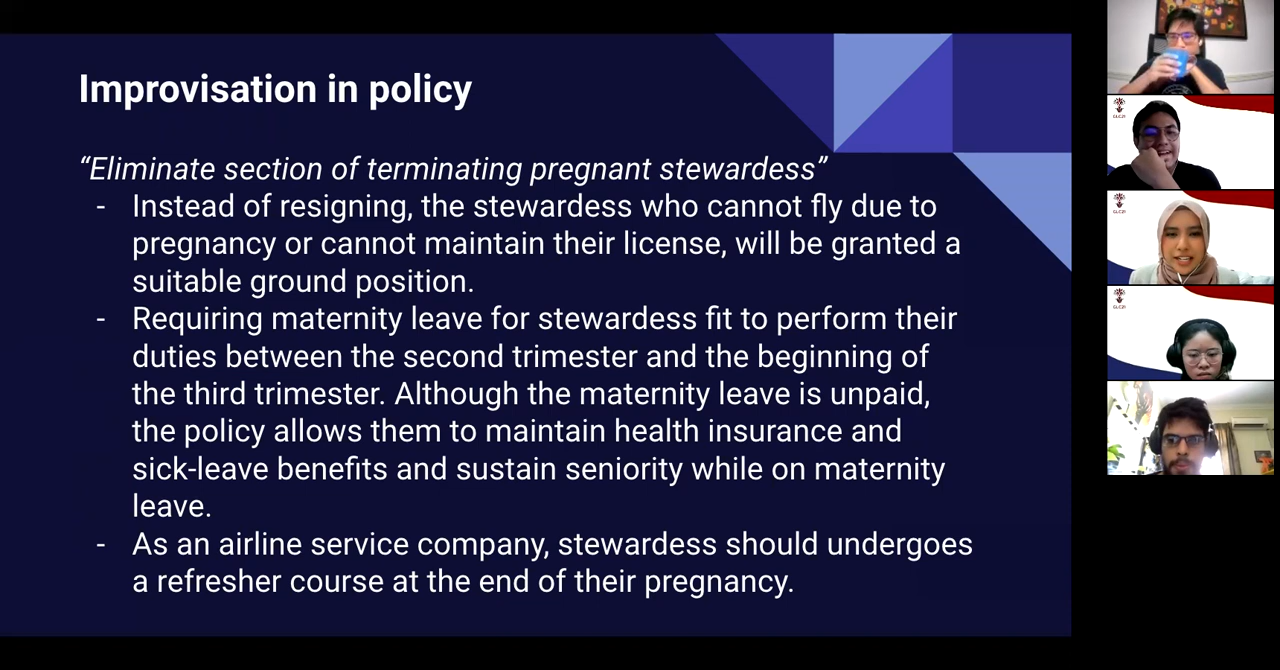 Improvisation in policy
“Eliminate section of terminating pregnant stewardess”
- Instead of resigning, the stewardess who cannot fly due to
pregnancy or cannot maintain their license, will be granted a
suitable ground position.
- Requiring maternity leave for stewardess fit to perform their
duties between the second trimester and the beginning of
the third trimester. Although the maternity leave is unpaid,
the policy allows them to maintain health insurance and
sick-leave benefits and sustain seniority while on maternity
leave.
- As an airline service company, stewardess should undergoes
a refresher course at the end of their pregnancy.
GLC21
GLC21
GLC21